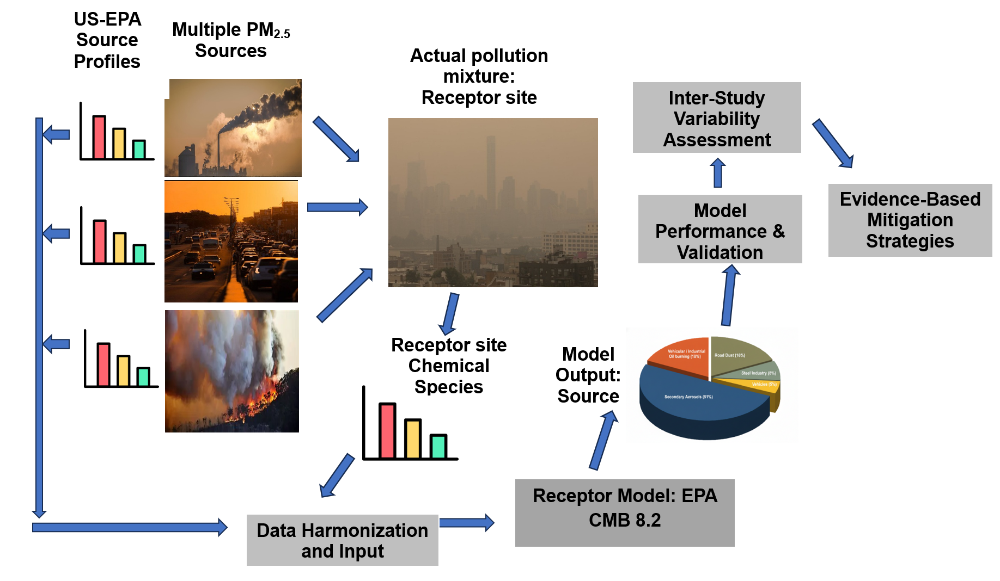 US-EPA
Source
Profiles
Multiple PM2.5
Sources
Actual pollution
mixture:
Receptor site
Receptor site
Chemical
Species
Data Harmonization
and Input
Receptor Model: EPA
CMB 8.2
Model
Output:
Source
Vehicular / Industrial
Oil burning (18%)
Road Dust (18%)
Steel Industry (8%)
Vehicles (5%)
Secondary Aerosols (51%)
Model
Performance &
Validation
Inter-Study
Variability
Assessment
Evidence-Based
Mitigation
Strategies